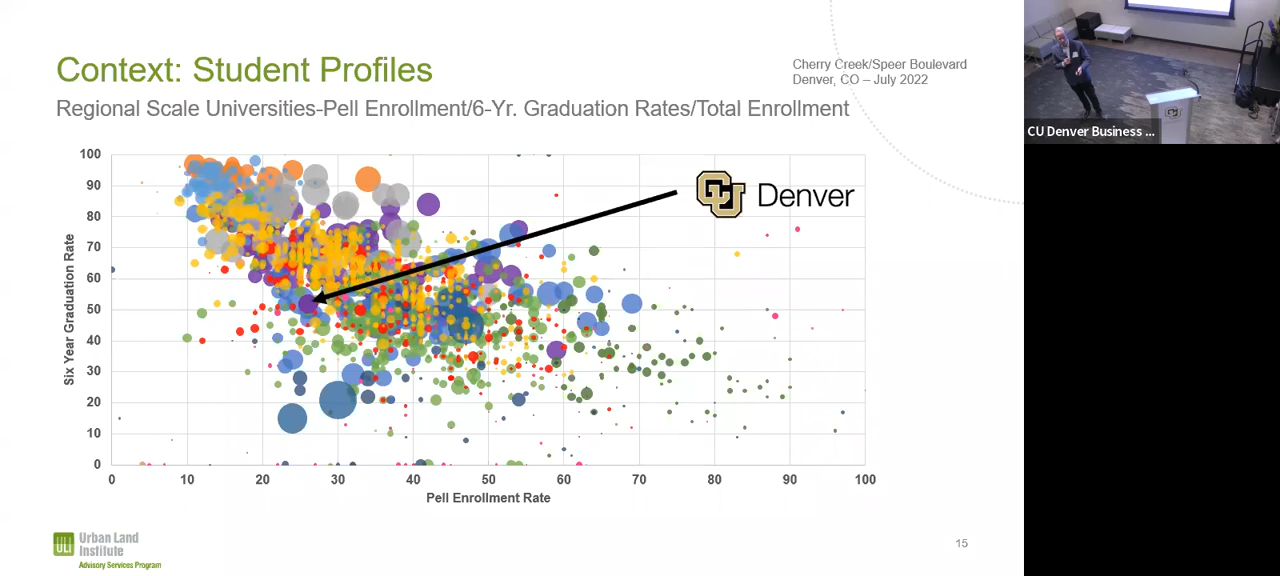 Context: Student Profiles
Cherry Creek/Speer Boulevard
Denver, CO – July 2022
Regional Scale Universities-Pell Enrollment/6-Yr. Graduation Rates/Total Enrollment
CU Denver
Six Year Graduation Rate
100
90
80
70
60
50
40
30
20
10
0
0 10 20 30 40 50 60 70 80 90 100
Pell Enrollment Rate
ULI
Urban Land
Institute
Advisory Services Program
15
CU Denver Business ...